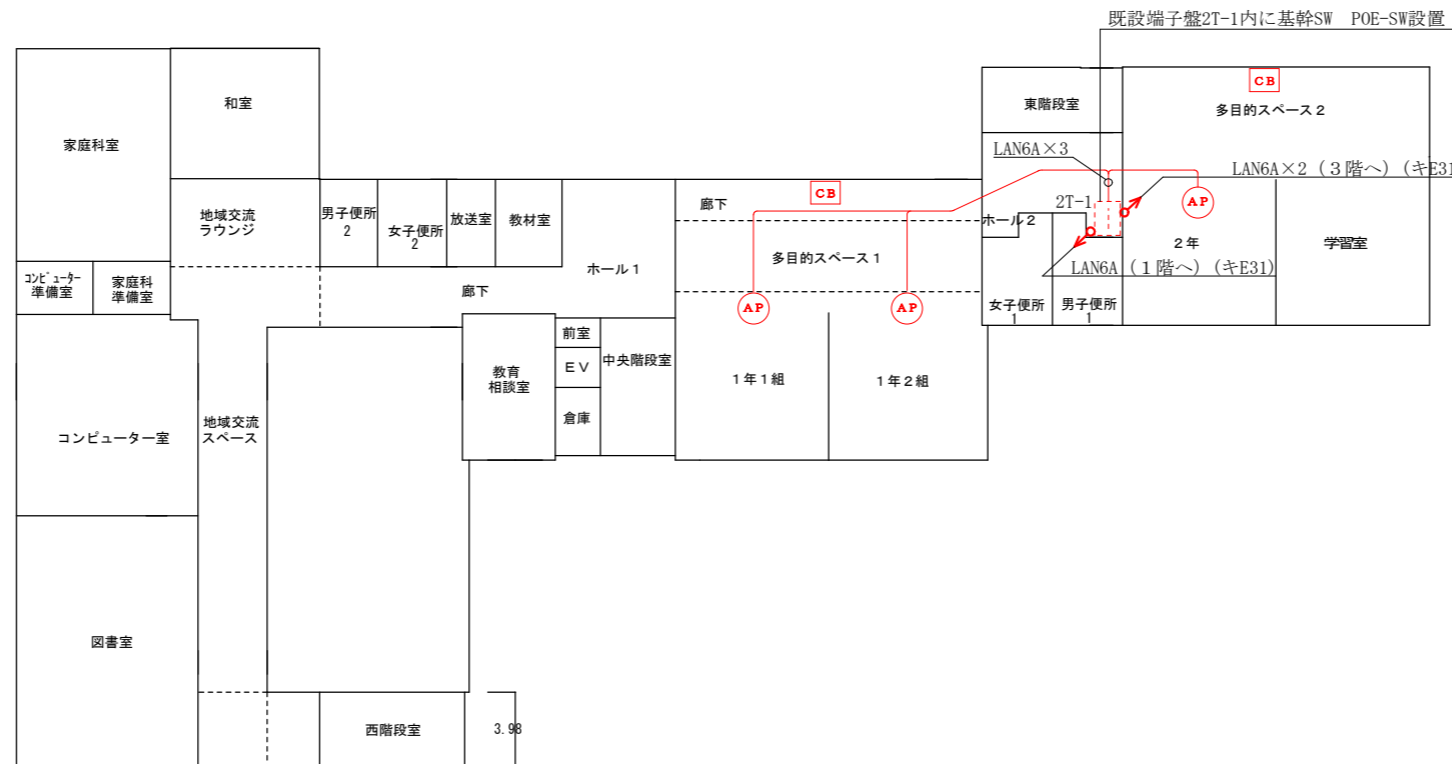 既設端子盤2T-1内に基幹SW　POE-SW設置
CB
和室
東階段室
多目的スペース２
家庭科室
LAN6A×3
LAN6A×2（３階へ）(キE31
CB
廊下
2T-1
AP
地域交流
ラウンジ
男子便所
2
女子便所
2
放送室
教材室
ホール２
２年
学習室
多目的スペース１
ホール１
LAN6A（１階へ）(キE31)
コンピューター
準備室
家庭科
準備室
廊下
AP
AP
女子便所
1
男子便所
1
前室
ＥＶ
中央階段室
教育
相談室
１年１組
１年２組
倉庫
地域交流
スペース
コンピューター室
図書室
西階段室
3.98